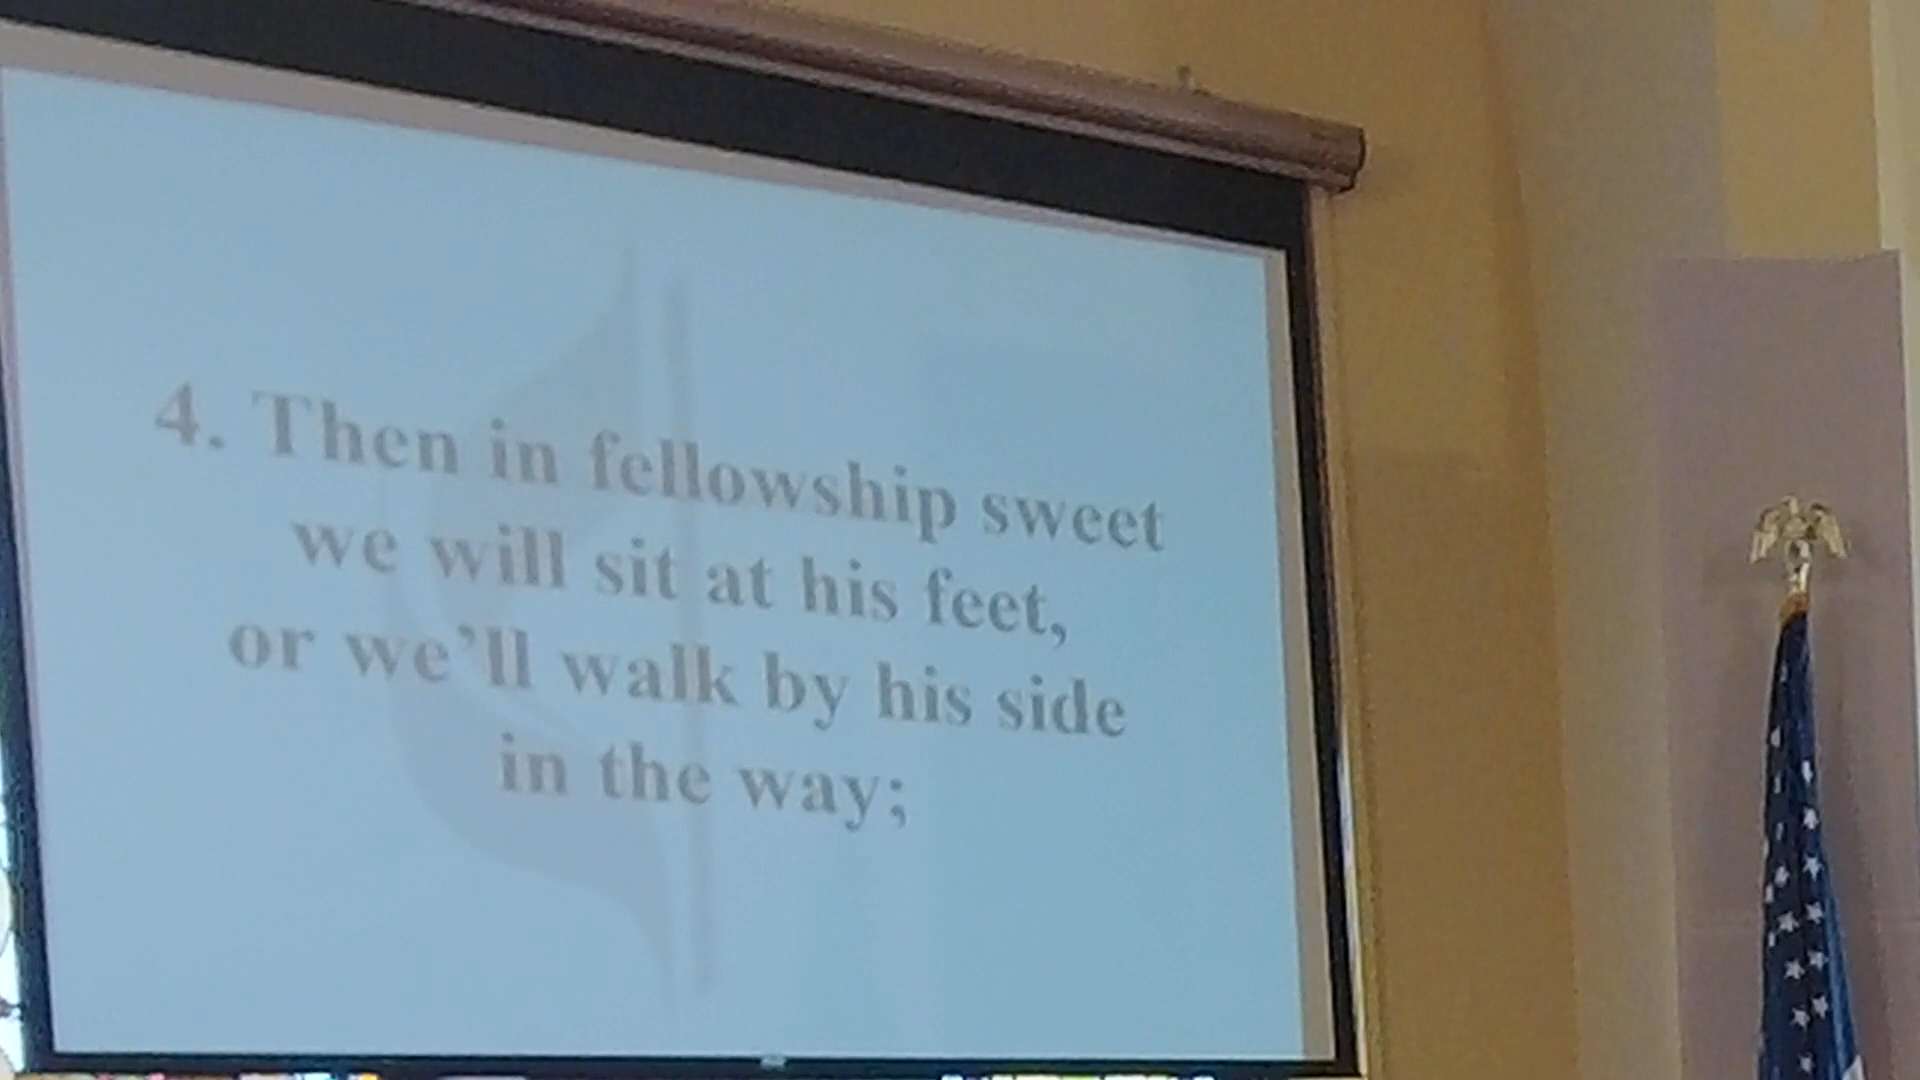 4. Then in fellowship sweet
we will sit at his feet,
or we’ll walk by his side
in the way;